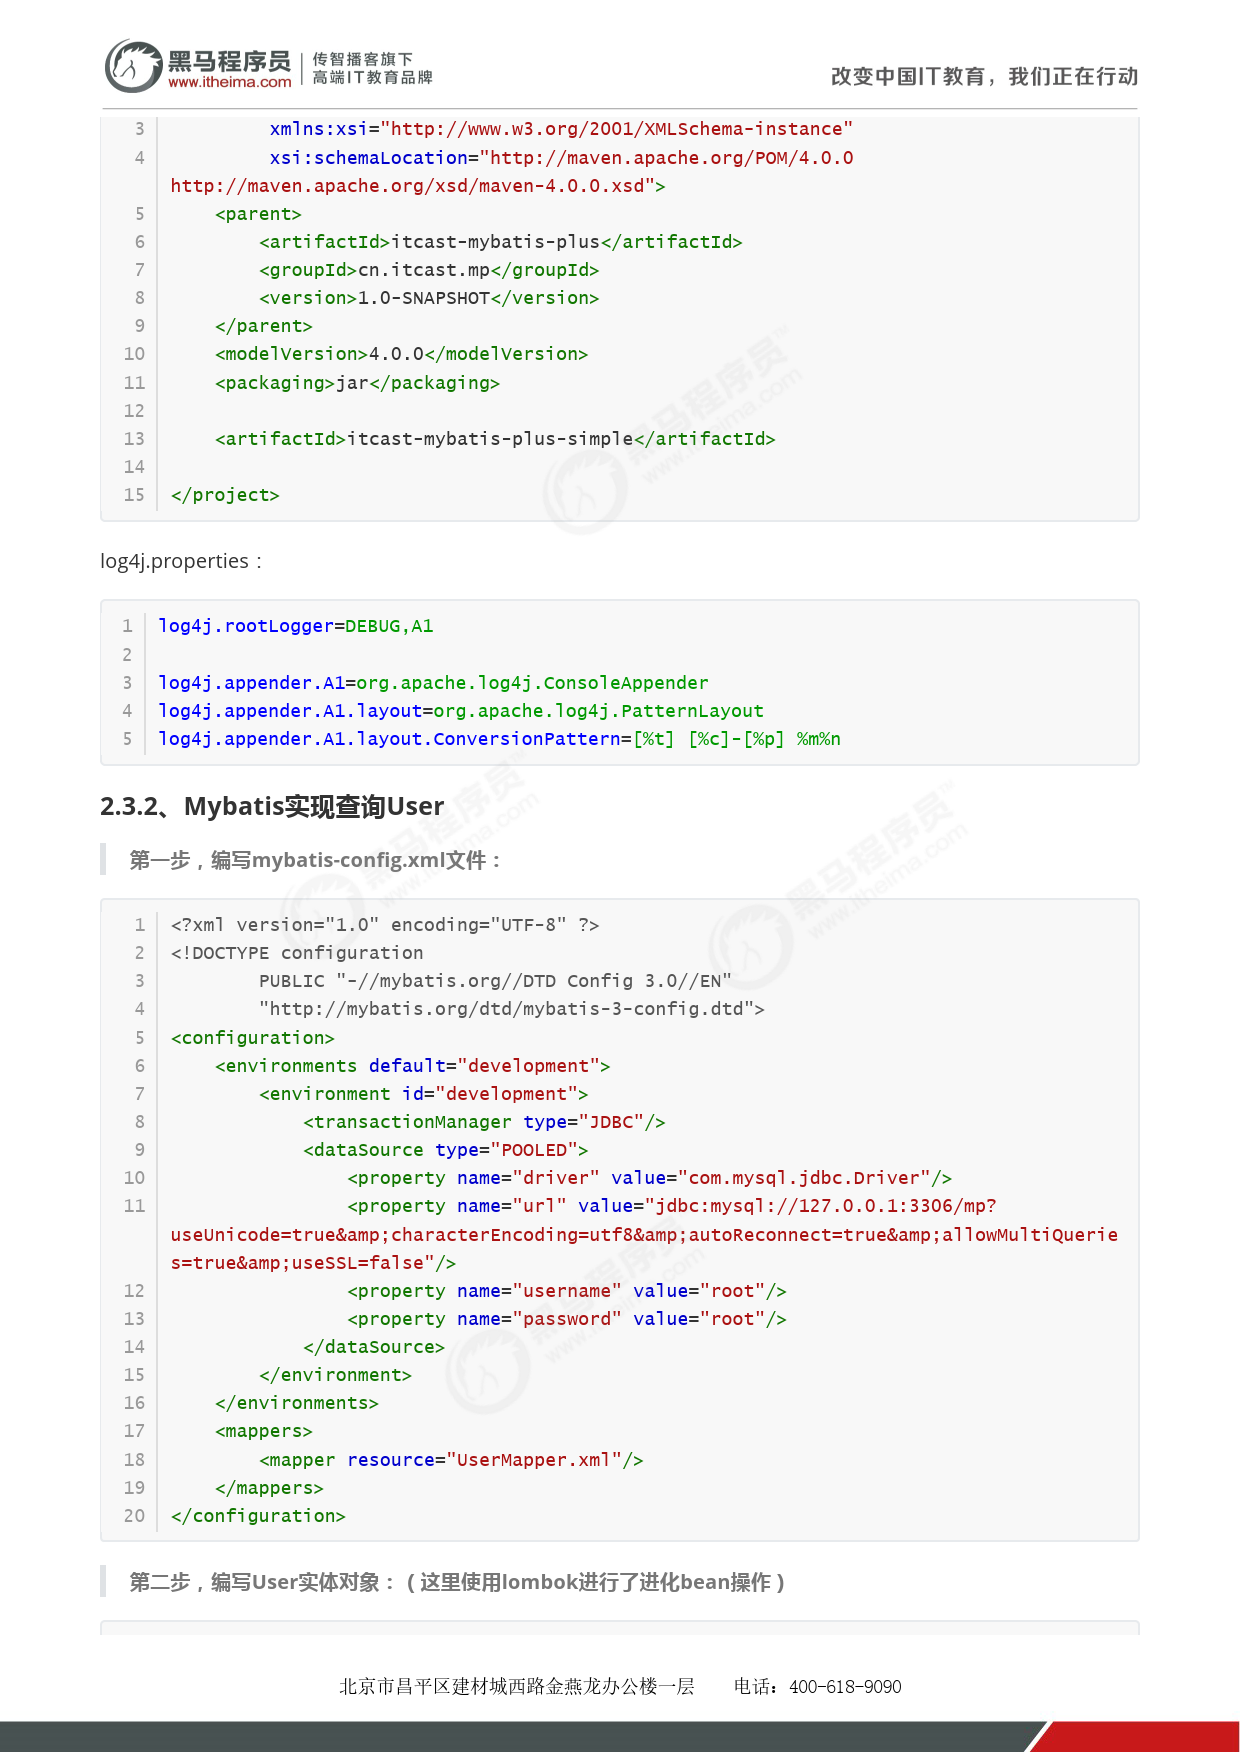 黑马程序员
www.itheima.com
传智播客旗下
高端IT教育品牌
改变中国IT教育，我们正在行动
3         xmlns:xsi="http://www.w3.org/2001/XMLSchema-instance"
4         xsi:schemaLocation="http://maven.apache.org/POM/4.0.0
http://maven.apache.org/xsd/maven-4.0.0.xsd">
5    <parent>
6        <artifactId>itcast-mybatis-plus</artifactId>
7        <groupId>cn.itcast.mp</groupId>
8        <version>1.0-SNAPSHOT</version>
9    </parent>
10    <modelVersion>4.0.0</modelVersion>
11    <packaging>jar</packaging>
12
13    <artifactId>itcast-mybatis-plus-simple</artifactId>
14
15 </project>
log4j.properties：
1 log4j.rootLogger=DEBUG,A1
2
3 log4j.appender.A1=org.apache.log4j.ConsoleAppender
4 log4j.appender.A1.layout=org.apache.log4j.PatternLayout
5 log4j.appender.A1.layout.ConversionPattern=[%t] [%c]-[%p] %m%n
2.3.2、Mybatis实现查询User
第一步，编写mybatis-config.xml文件：
1 <?xml version="1.0" encoding="UTF-8" ?>
2 <!DOCTYPE configuration
3         PUBLIC "-//mybatis.org//DTD Config 3.0//EN"
4         "http://mybatis.org/dtd/mybatis-3-config.dtd">
5 <configuration>
6     <environments default="development">
7         <environment id="development">
8             <transactionManager type="JDBC"/>
9             <dataSource type="POOLED">
10                 <property name="driver" value="com.mysql.jdbc.Driver"/>
11                 <property name="url" value="jdbc:mysql://127.0.0.1:3306/mp?
useUnicode=true&amp;characterEncoding=utf8&amp;autoReconnect=true&amp;allowMultiQuerie
s=true&amp;useSSL=false"/>
12                 <property name="username" value="root"/>
13                 <property name="password" value="root"/>
14             </dataSource>
15         </environment>
16     </environments>
17     <mappers>
18         <mapper resource="UserMapper.xml"/>
19     </mappers>
20 </configuration>
第二步，编写User实体对象：（这里使用lombok进行了进化bean操作）
北京市昌平区建材城西路金燕龙办公楼一层    电话：400-618-9090